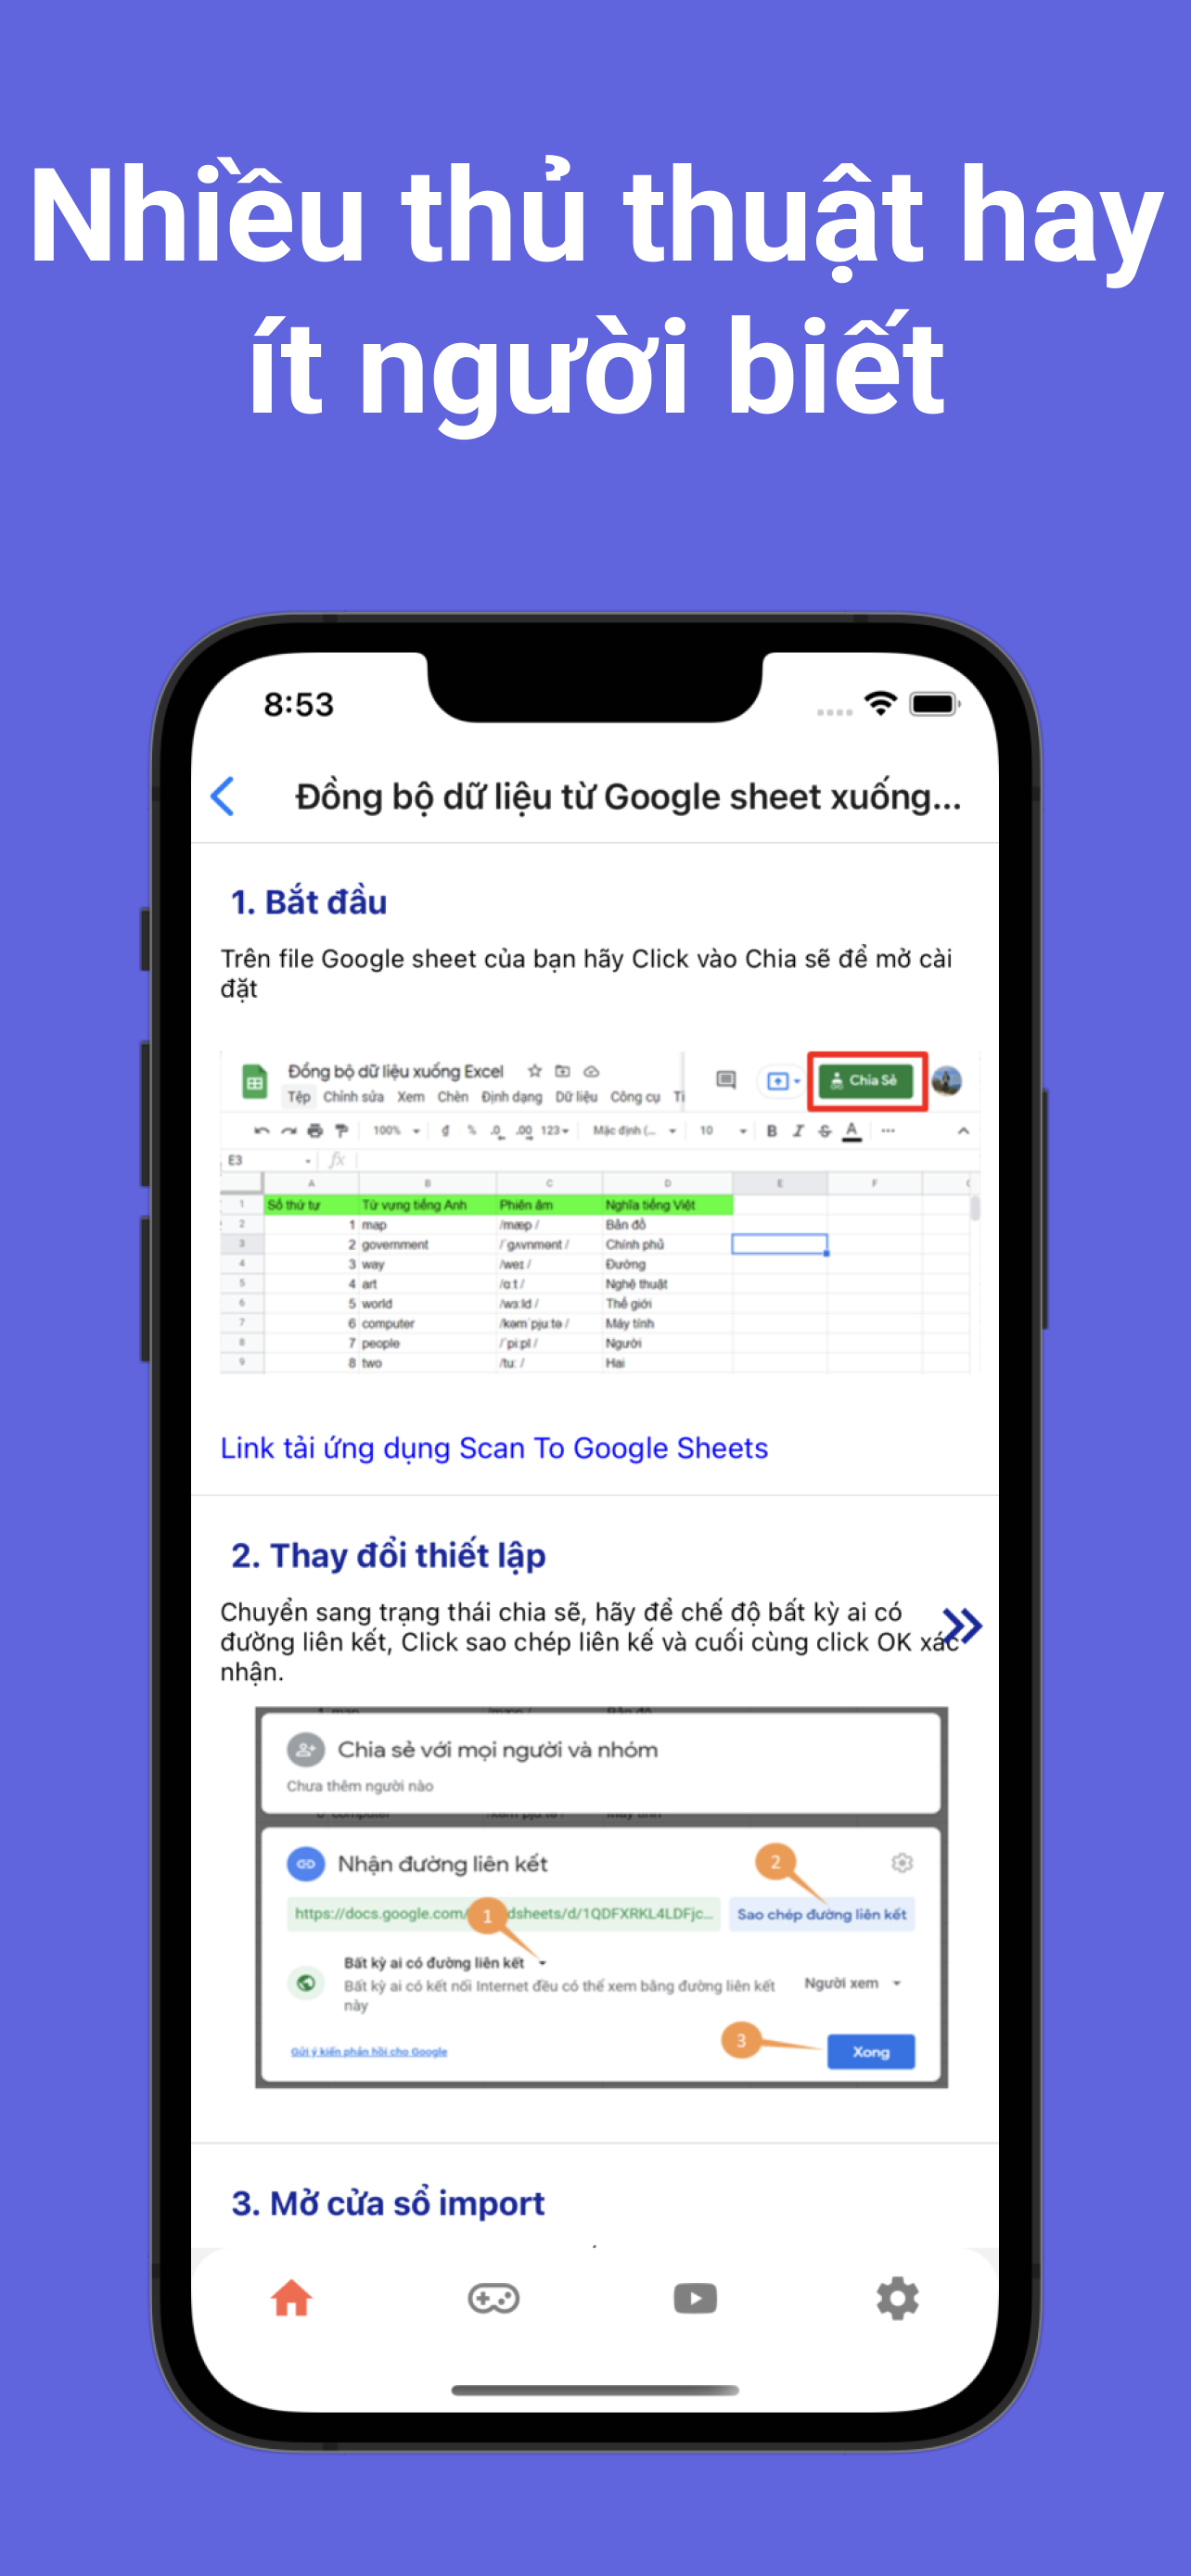 Nhiều thủ thuật hay
ít người biết
8:53
Đồng bộ dữ liệu từ Google sheet xuống...
1. Bắt đầu
Trên file Google sheet của bạn hãy Click vào Chia sẽ để mở cài
đặt
Đồng bộ dữ liệu xuống Excel
Chia Sẻ
Tệp Chỉnh sửa Xem Chèn Định dạng Dữ liệu Công cụ Ti
100% đ % .0 .00 123 Mặc định (... 10 B I S A ...
E3 fx
A B C D E F
1 Số thứ tự Từ vựng tiếng Anh Phiên âm Nghĩa tiếng Việt
2 1 map /mæp / Bản đồ
3 2 government /ˈgʌvnmənt / Chính phủ
4 3 way /weɪ / Đường
5 4 art /ɑːt / Nghệ thuật
6 5 world /wɜːld / Thế giới
7 6 computer /kəmˈpjuːtə / Máy tính
8 7 people /ˈpiːpl / Người
9 8 two /tuː / Hai
Link tải ứng dụng Scan To Google Sheets
2. Thay đổi thiết lập
Chuyển sang trạng thái chia sẽ, hãy để chế độ bất kỳ ai có
đường liên kết, Click sao chép liên kế và cuối cùng click OK xác
nhận.
Chia sẻ với mọi người và nhóm
Chưa thêm người nào
Nhận đường liên kết
2
https://docs.google.com/ 1 dsheets/d/1QDFXRKL4LDFjc...
Sao chép đường liên kết
Bất kỳ ai có đường liên kết
Bất kỳ ai có kết nối Internet đều có thể xem bằng đường liên kết
này
Người xem
3
Gửi ý kiến phản hồi cho Google
Xong
3. Mở cửa sổ import